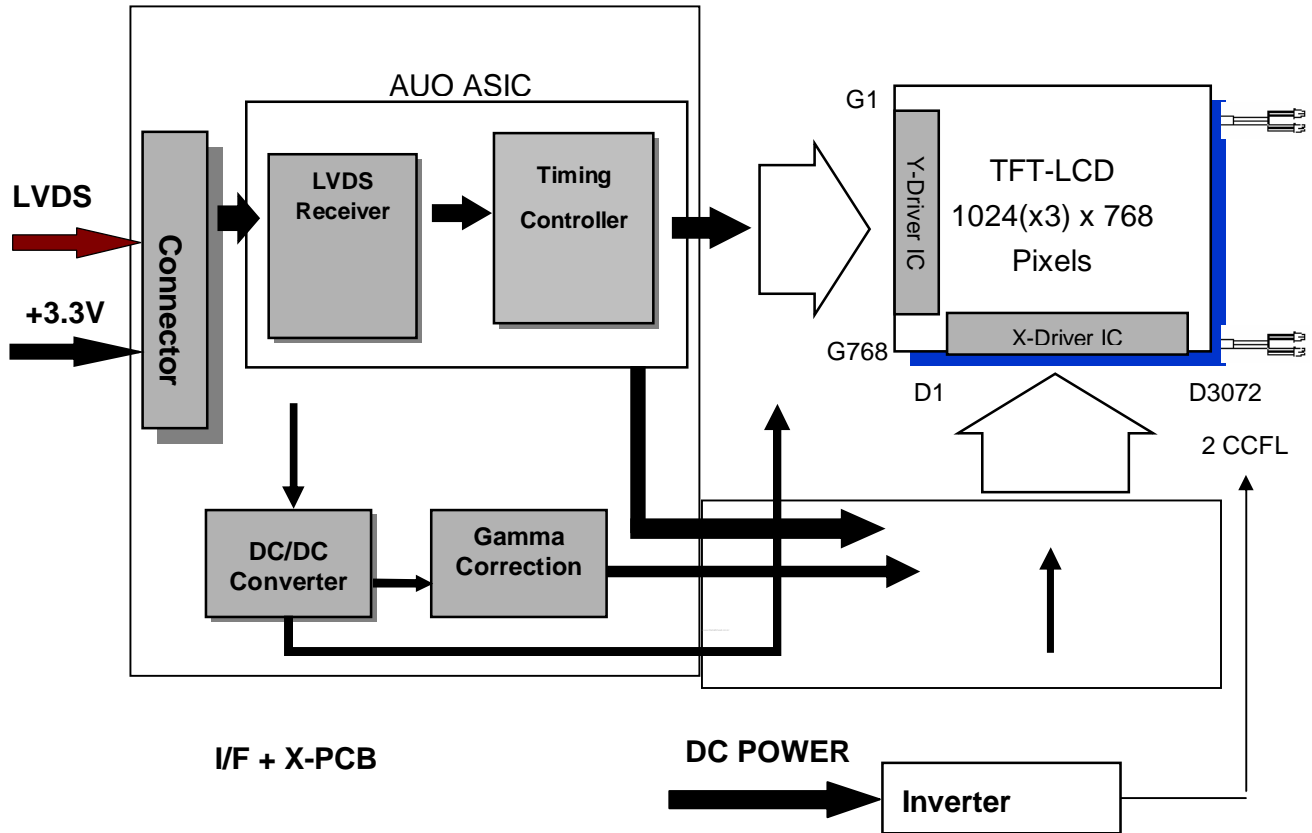 AUO ASIC
LVDS
+3.3V
Connector
LVDS
Receiver
Timing
Controller
G1
Y-Driver IC
TFT-LCD
1024(x3) x 768
Pixels
X-Driver IC
G768
D1
D3072
2 CCFL
DC/DC
Converter
Gamma
Correction
I/F + X-PCB
DC POWER
Inverter